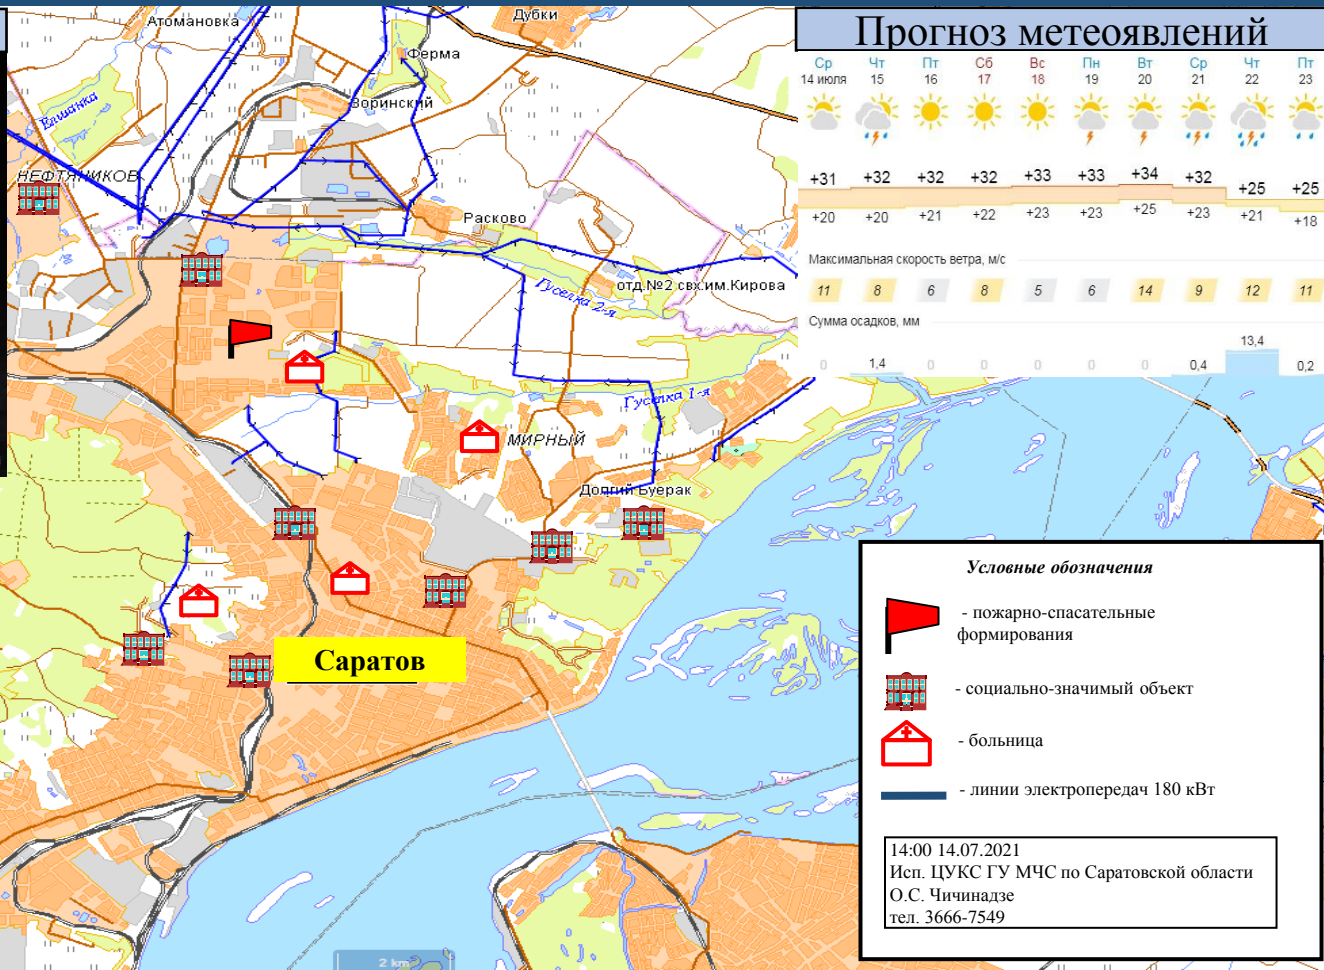 Прогноз метеоявлений
Ср Чт Пт Сб Вс Пн Вт Ср Чт Пт
14 июля 15 16 17 18 19 20 21 22 23
+31 +32 +32 +32 +33 +33 +34 +32 +25 +25
+20 +20 +21 +22 +23 +23 +25 +23 +21 +18
Максимальная скорость ветра, м/с
11 8 6 8 5 6 14 9 12 11
Сумма осадков, мм
0 1,4 0 0 0 0 0 0,4 13,4 0,2
Атомановка
Дубки
Ферма
Воринский
Елшанка
НЕФТЯНИКОВ
Расково
отд.№2 свх.им.Кирова
Гуселка 2-я
Гуселка 1-я
МИРНЫЙ
Долгий Буерак
Саратов
2 km
Условные обозначения
- пожарно-спасательные
формирования
- социально-значимый объект
- больница
- линии электропередач 180 кВт
14:00 14.07.2021
Исп. ЦУКС ГУ МЧС по Саратовской области
О.С. Чичинадзе
тел. 3666-7549